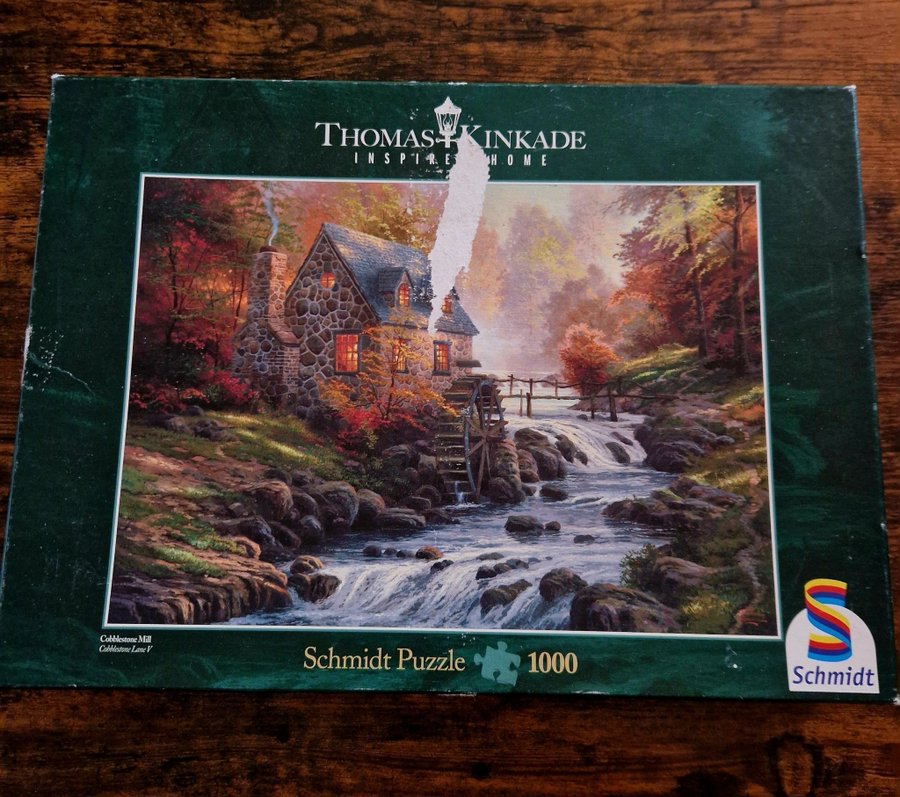 THOMAS KINKADE
INSPIRE HOME
Cobblestone Mill
Cobblestone Lane V
Schmidt Puzzle 1000
Schmidt